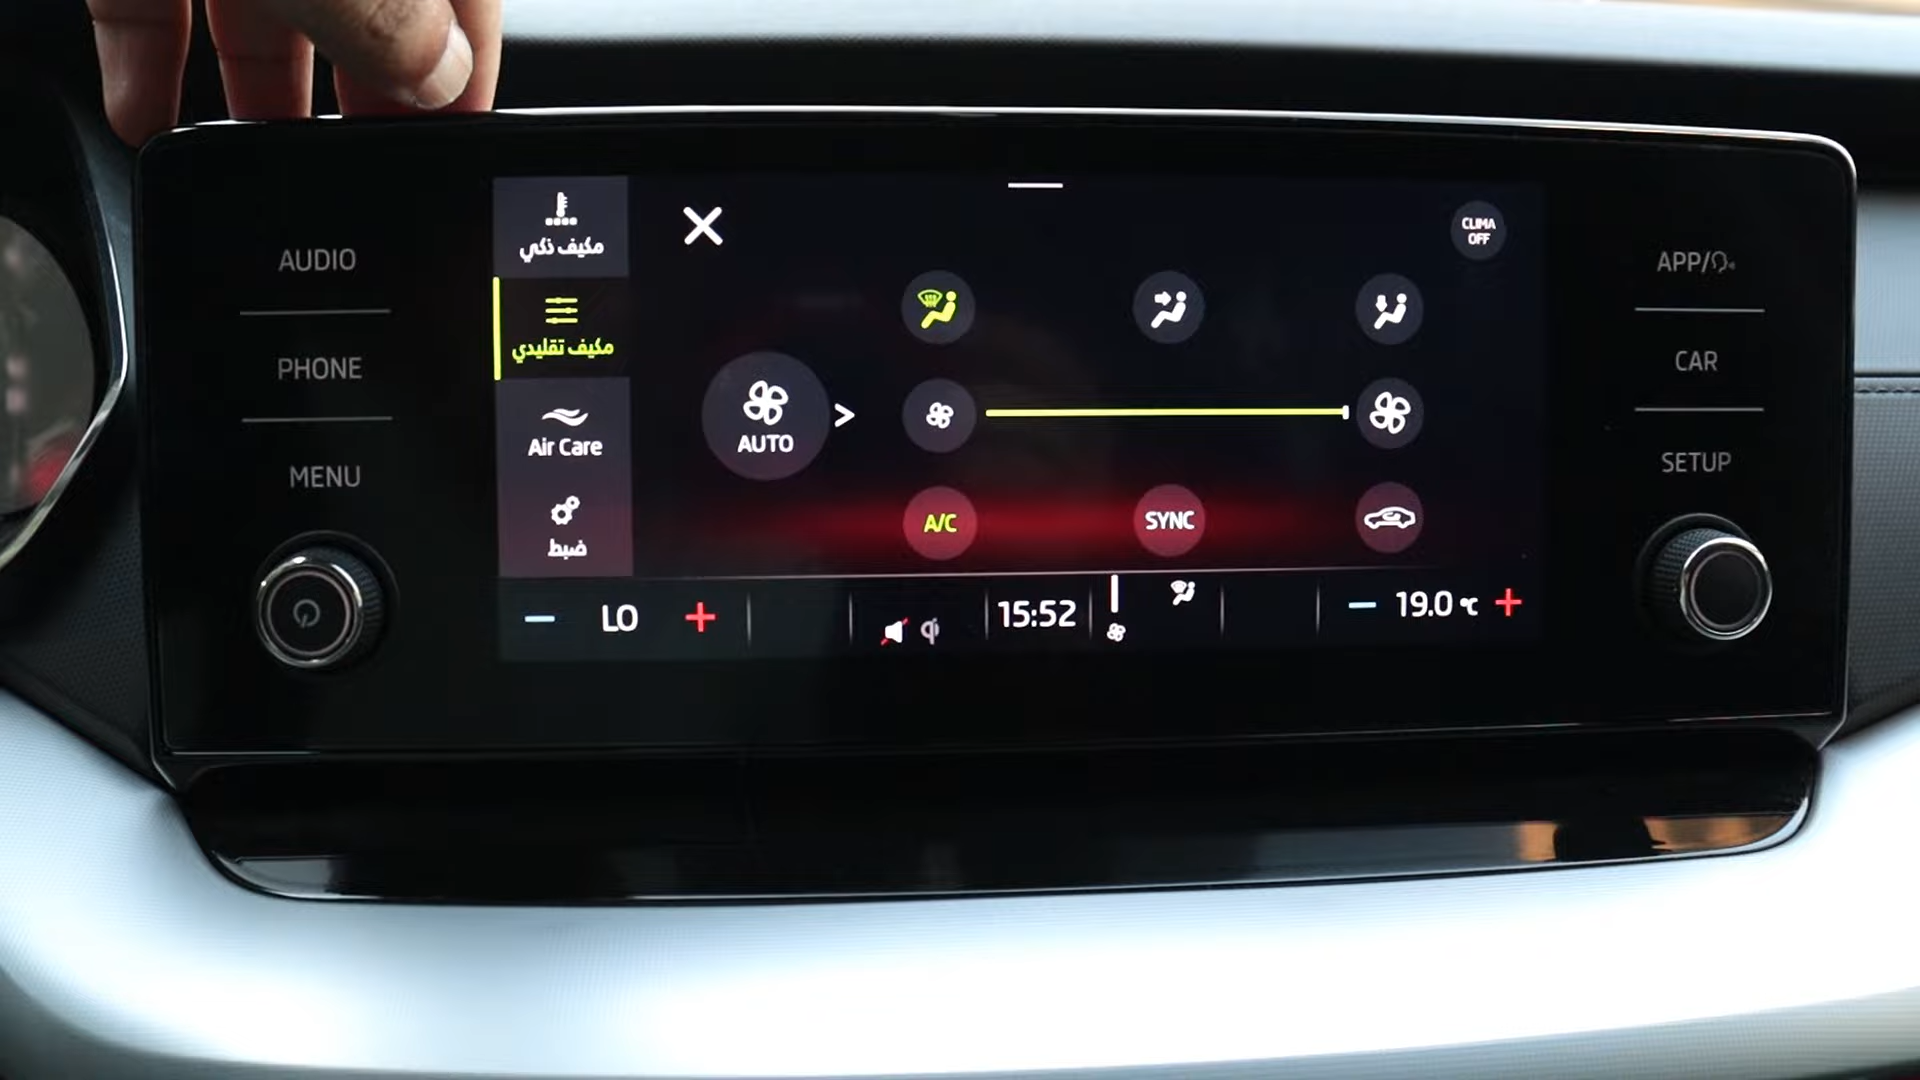 AUDIO
PHONE
MENU
مكيف ذكي
مكيف تقليدي
Air Care
ضبط
CLIMA
OFF
AUTO
A/C
SYNC
LO
15:52
19.0 °C
APP/
CAR
SETUP